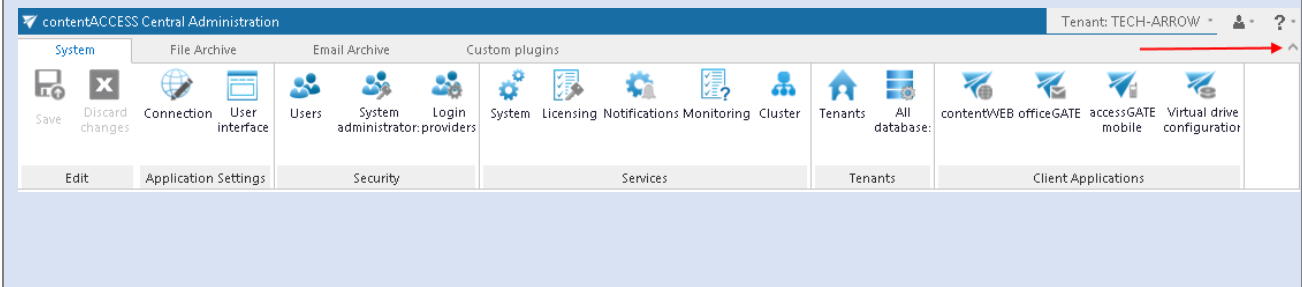 contentACCESS Central Administration
Tenant: TECH-ARROW
?
System File Archive Email Archive Custom plugins
Save Discard changes Connection User interface Users System administrator: Login providers System Licensing Notifications Monitoring Cluster Tenants All database: contentWEB officeGATE accessGATE mobile Virtual drive configuration
Edit Application Settings Security Services Tenants Client Applications